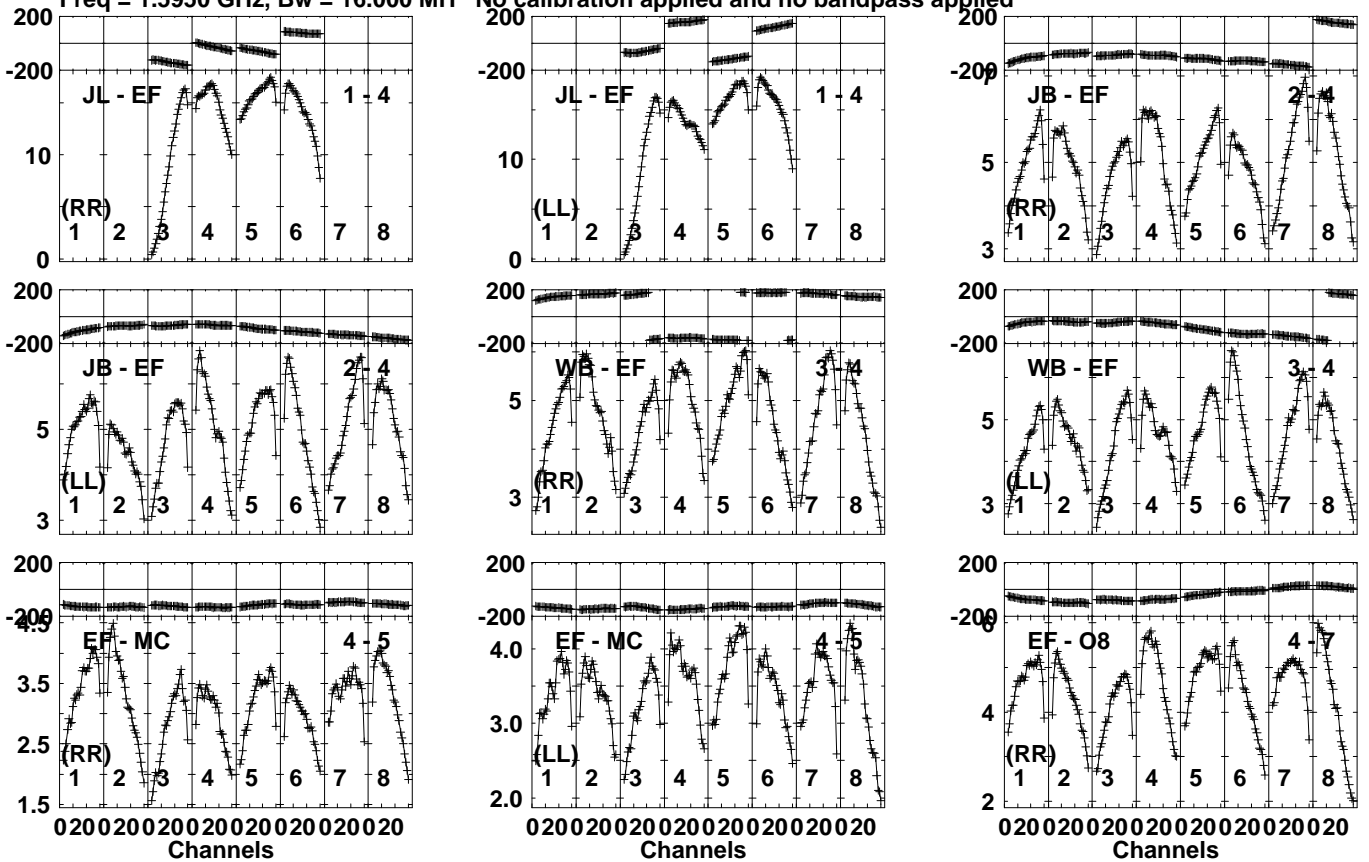 Freq = 1.5950 GHz, Bw = 16.000 MH No calibration applied and no bandpass applied
200
-200
JL - EF 1 - 4
10
0
(RR)
1 2 3 4 5 6 7 8
200
-200
JL - EF 1 - 4
10
0
(LL)
1 2 3 4 5 6 7 8
200
-200
7
JB - EF 2 - 4
5
3
(RR)
1 2 3 4 5 6 7 8
200
-200
JB - EF 2 - 4
5
3
(LL)
1 2 3 4 5 6 7 8
200
-200
WB - EF 3 - 4
5
3
(RR)
1 2 3 4 5 6 7 8
200
-200
WB - EF 3 - 4
5
3
(LL)
1 2 3 4 5 6 7 8
200
-200
4.5
EF - MC 4 - 5
3.5
2.5
1.5
(RR)
1 2 3 4 5 6 7 8
0 20 0 20 0 20 0 20 0 20 0 20 0 20 0 20
Channels
200
-200
EF - MC 4 - 5
4.0
3.0
2.0
(LL)
1 2 3 4 5 6 7 8
0 20 0 20 0 20 0 20 0 20 0 20 0 20 0 20
Channels
200
-200
6
EF - O8 4 - 7
4
2
(RR)
1 2 3 4 5 6 7 8
0 20 0 20 0 20 0 20 0 20 0 20 0 20 0 20
Channels